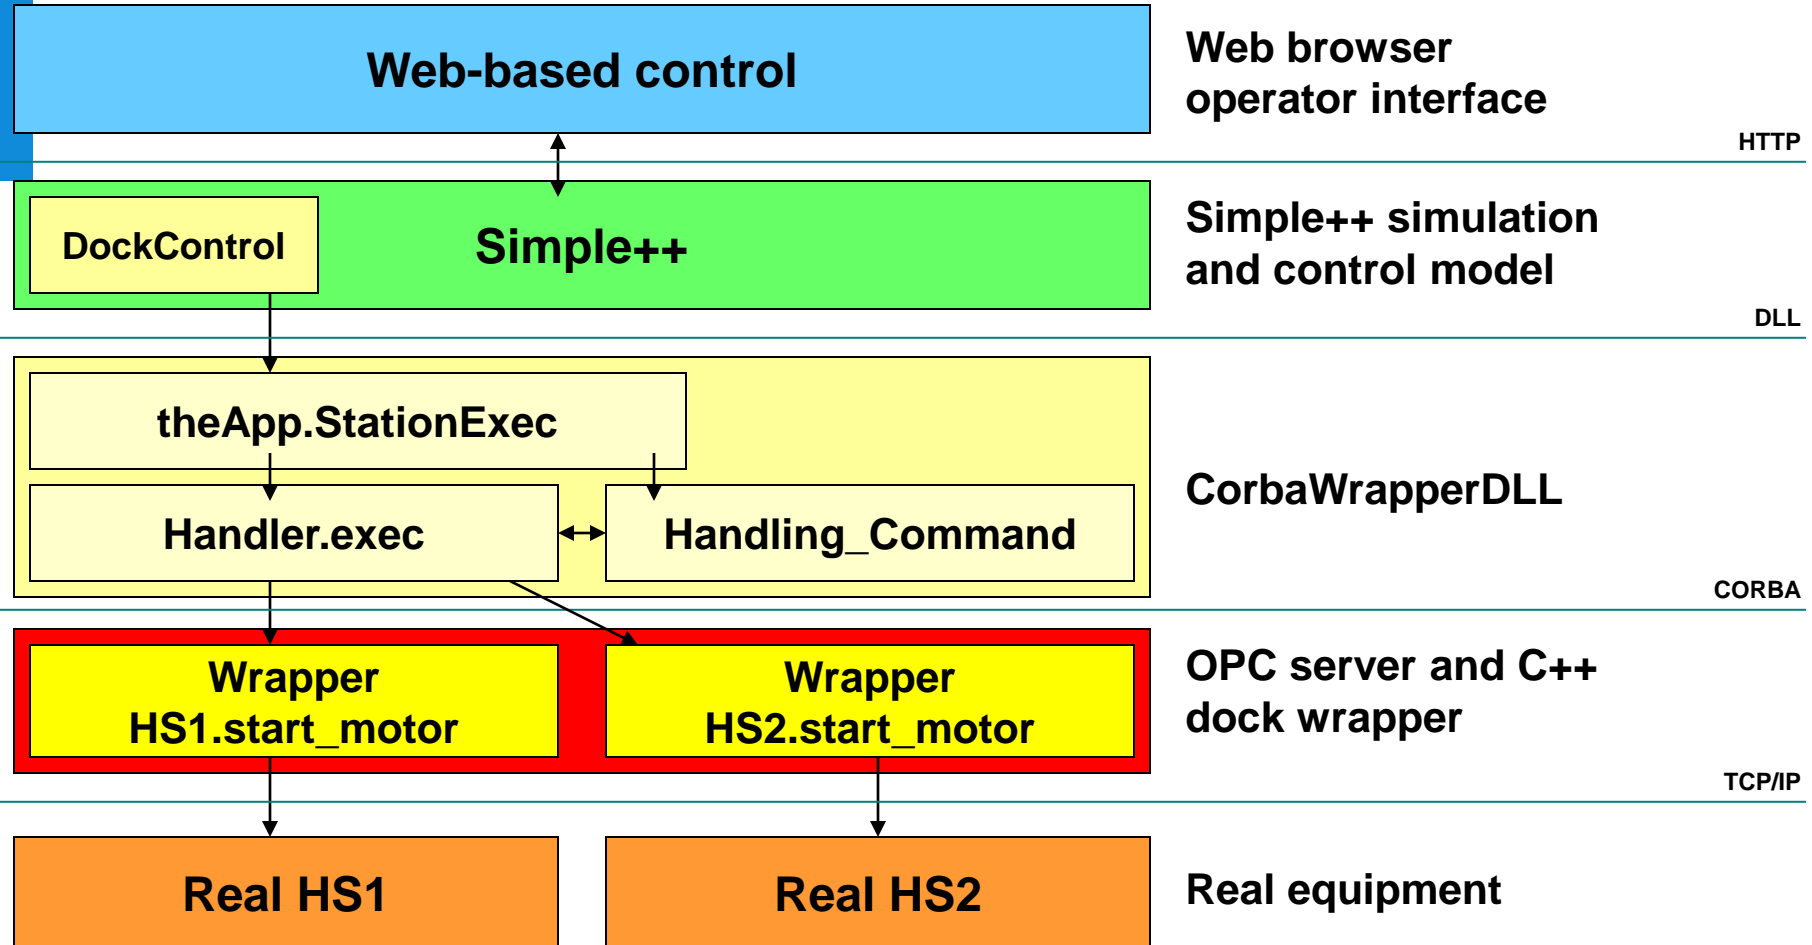 Web-based control
Web browser
operator interface
HTTP
DockControl
Simple++
Simple++ simulation
and control model
DLL
theApp.StationExec
Handler.exec
Handling_Command
CorbaWrapperDLL
CORBA
Wrapper
HS1.start_motor
Wrapper
HS2.start_motor
OPC server and C++
dock wrapper
TCP/IP
Real HS1
Real HS2
Real equipment